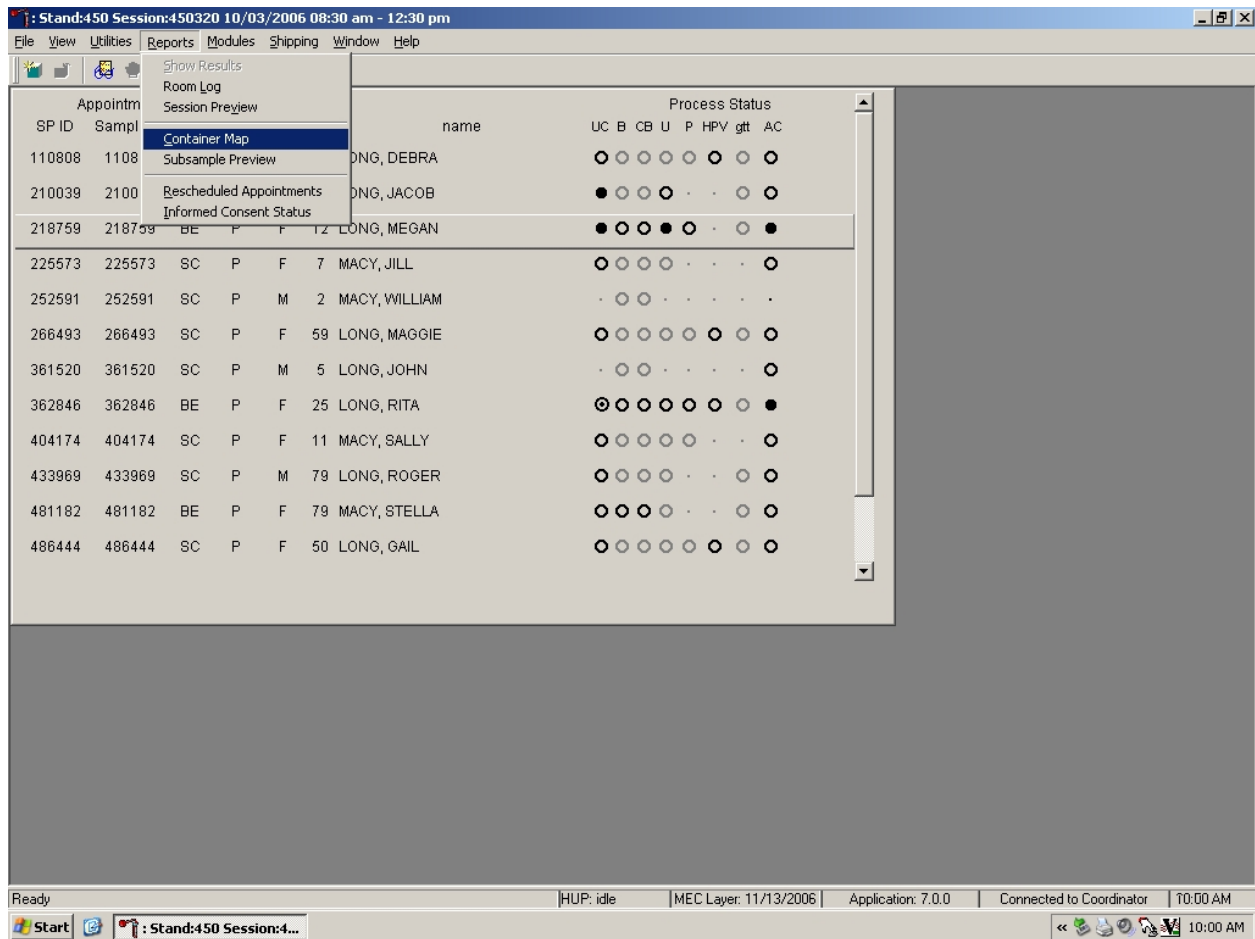 : Stand:450 Session:450320 10/03/2006 08:30 am - 12:30 pm
File View Utilities Reports Modules Shipping Window Help
Show Results
Room Log
Session Preview
Container Map
Subsample Preview
Rescheduled Appointments
Informed Consent Status
Appointm Process Status
SP ID Sampl name UC B CB U P HPV gtt AC
110808 1108 ONG, DEBRA
210039 2100 ONG, JACOB
218759 218759 BE P F 12 LONG, MEGAN
225573 225573 SC P F 7 MACY, JILL
252591 252591 SC P M 2 MACY, WILLIAM
266493 266493 SC P F 59 LONG, MAGGIE
361520 361520 SC P M 5 LONG, JOHN
362846 362846 BE P F 25 LONG, RITA
404174 404174 SC P F 11 MACY, SALLY
433969 433969 SC P M 79 LONG, ROGER
481182 481182 BE P F 79 MACY, STELLA
486444 486444 SC P F 50 LONG, GAIL
Ready HUP: idle MEC Layer: 11/13/2006 Application: 7.0.0 Connected to Coordinator 10:00 AM
Start : Stand:450 Session:4... « 10:00 AM